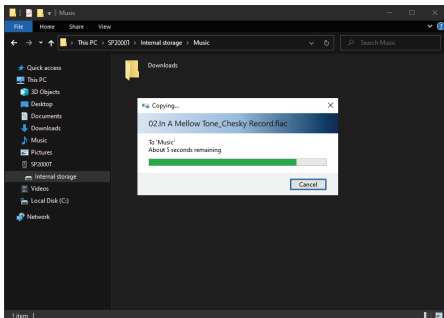 Music
File Home Share View
This PC > SP2000T > Internal storage > Music
Search Music
Quick access
This PC
3D Objects
Desktop
Documents
Downloads
Music
Pictures
SP2000T
Internal storage
Videos
Local Disk (C:)
Network
Downloads
Copying...
02.In A Mellow Tone_Chesky Record.flac
To 'Music'
About 5 seconds remaining
Cancel
1 item